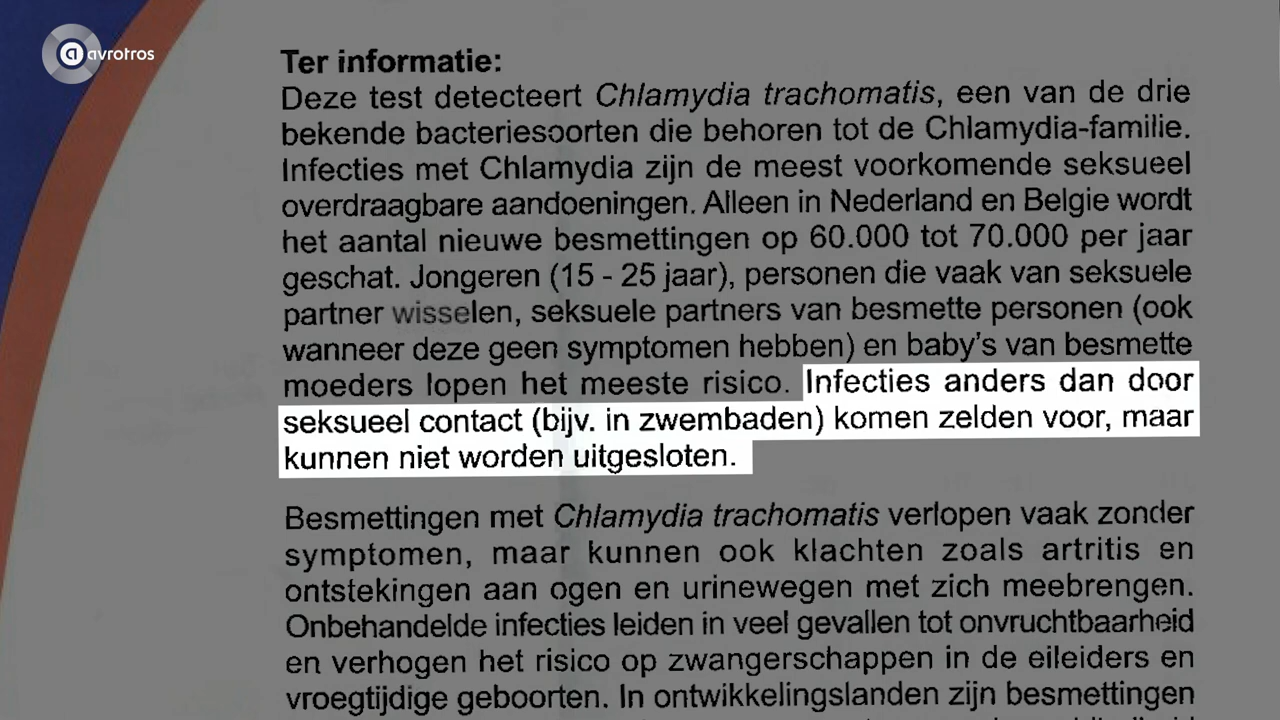 avrotros
Ter informatie:
Deze test detecteert Chlamydia trachomatis, een van de drie
bekende bacteriesoorten die behoren tot de Chlamydia-familie.
Infecties met Chlamydia zijn de meest voorkomende seksueel
overdraagbare aandoeningen. Alleen in Nederland en Belgie wordt
het aantal nieuwe besmettingen op 60.000 tot 70.000 per jaar
geschat. Jongeren (15 - 25 jaar), personen die vaak van seksuele
partner wisselen, seksuele partners van besmette personen (ook
wanneer deze geen symptomen hebben) en baby's van besmette
moeders lopen het meeste risico. Infecties anders dan door
seksueel contact (bijv. in zwembaden) komen zelden voor, maar
kunnen niet worden uitgesloten.
Besmettingen met Chlamydia trachomatis verlopen vaak zonder
symptomen, maar kunnen ook klachten zoals artritis en
ontstekingen aan ogen en urinewegen met zich meebrengen.
Onbehandelde infecties leiden in veel gevallen tot onvruchtbaarheid
en verhogen het risico op zwangerschappen in de eileiders en
vroegtijdige geboorten. In ontwikkelingslanden zijn besmettingen